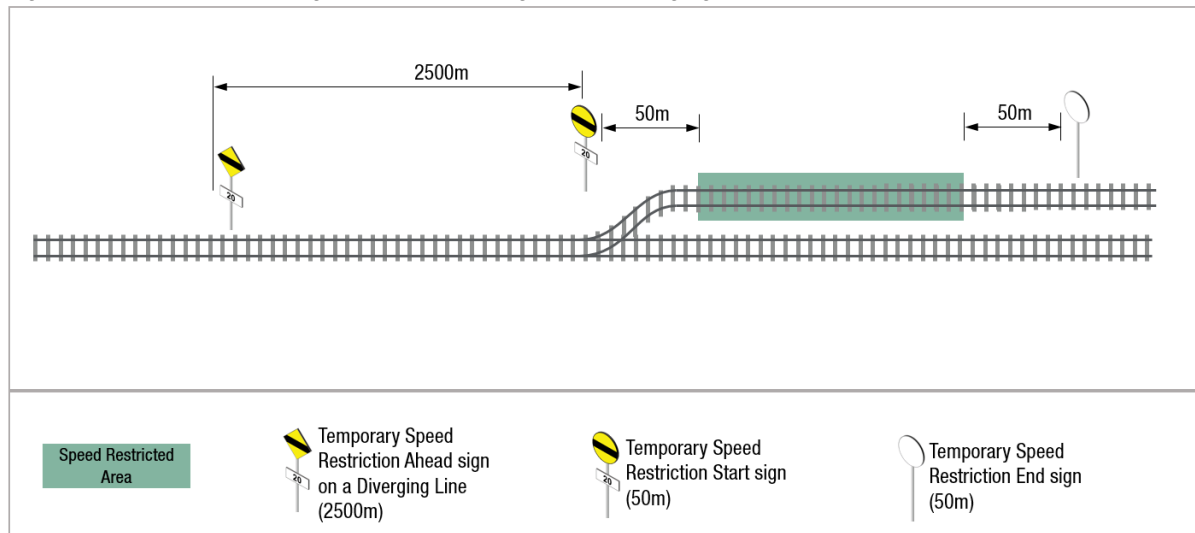 2500m
50m
50m
20
20
Speed Restricted
Area
20
Temporary Speed
Restriction Ahead sign
on a Diverging Line
(2500m)
20
Temporary Speed
Restriction Start sign
(50m)
Temporary Speed
Restriction End sign
(50m)